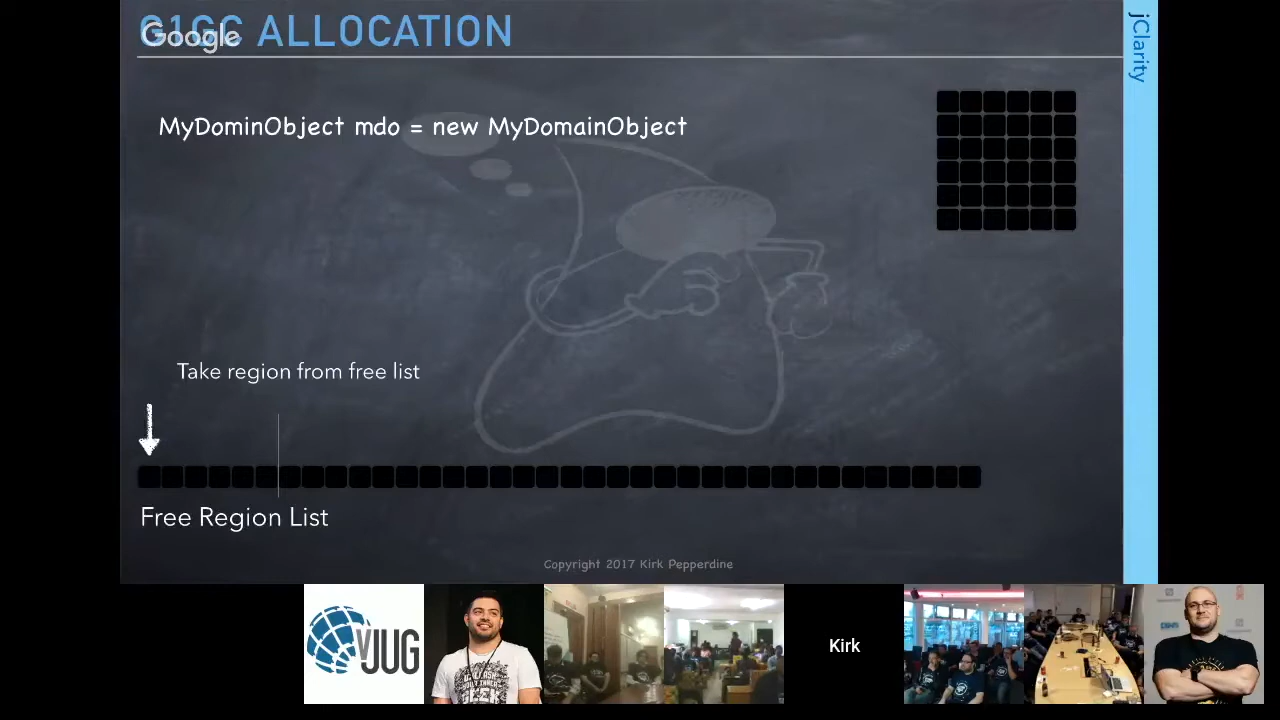 G1GC ALLOCATION
Google
jClarity
MyDominObject mdo = new MyDomainObject
Take region from free list
Free Region List
Copyright 2017 Kirk Pepperdine
vJUG
Kirk
GEEK